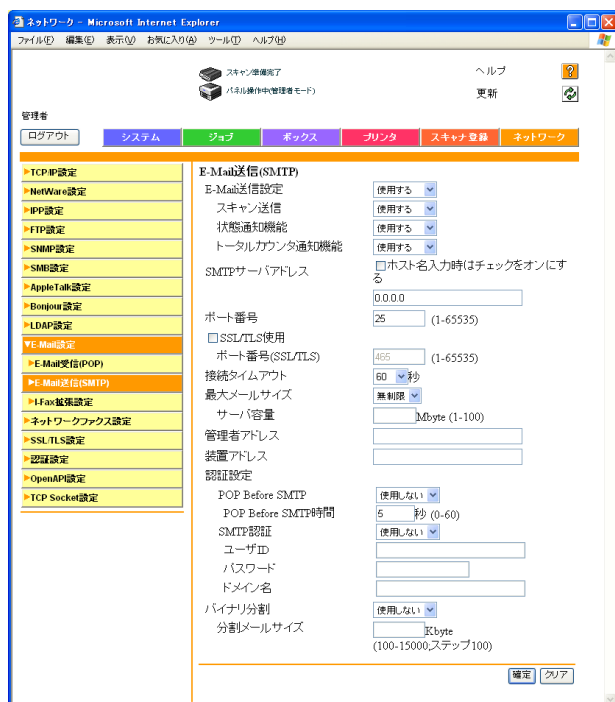 ネットワーク - Microsoft Internet Explorer
ファイル(F) 編集(E) 表示(V) お気に入り(A) ツール(T) ヘルプ(H)
スキャン準備完了
ヘルプ
パネル操作中(管理者モード)
更新
管理者
ログアウト
システム ジョブ ボックス プリンタ スキャナ登録 ネットワーク
TCP/IP設定
NetWare設定
IPP設定
FTP設定
SNMP設定
SMB設定
AppleTalk設定
Bonjour設定
LDAP設定
E-Mail設定
E-Mail受信(POP)
E-Mail送信(SMTP)
I-Fax拡張設定
ネットワークファクス設定
SSL/TLS設定
認証設定
OpenAPI設定
TCP Socket設定
E-Mail送信(SMTP)
E-Mail送信設定 使用する
スキャン送信 使用する
状態通知機能 使用する
トータルカウンタ通知機能 使用する
SMTPサーバアドレス ホスト名入力時はチェックをオンにす
る
0.0.0.0
ポート番号 25 (1-65535)
SSL/TLS使用
ポート番号(SSL/TLS) 465 (1-65535)
接続タイムアウト 60 秒
最大メールサイズ 無制限
サーバ容量 Mbyte (1-100)
管理者アドレス
装置アドレス
認証設定
POP Before SMTP 使用しない
POP Before SMTP時間 5 秒 (0-60)
SMTP認証 使用しない
ユーザID
パスワード
ドメイン名
バイナリ分割 使用しない
分割メールサイズ Kbyte
(100-15000;ステップ100)
確定 クリア